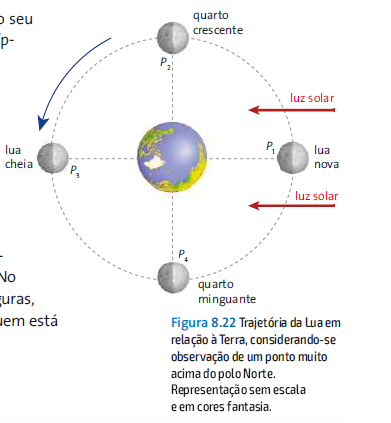 o seu
íp-
quarto
crescente
P2
luz solar
lua
cheia
P3
P1
lua
nova
luz solar
P4
-
No
guras,
uem está
quarto
minguante
Figura 8.22 Trajetória da Lua em
relação à Terra, considerando-se
observação de um ponto muito
acima do polo Norte.
Representação sem escala
e em cores fantasia.